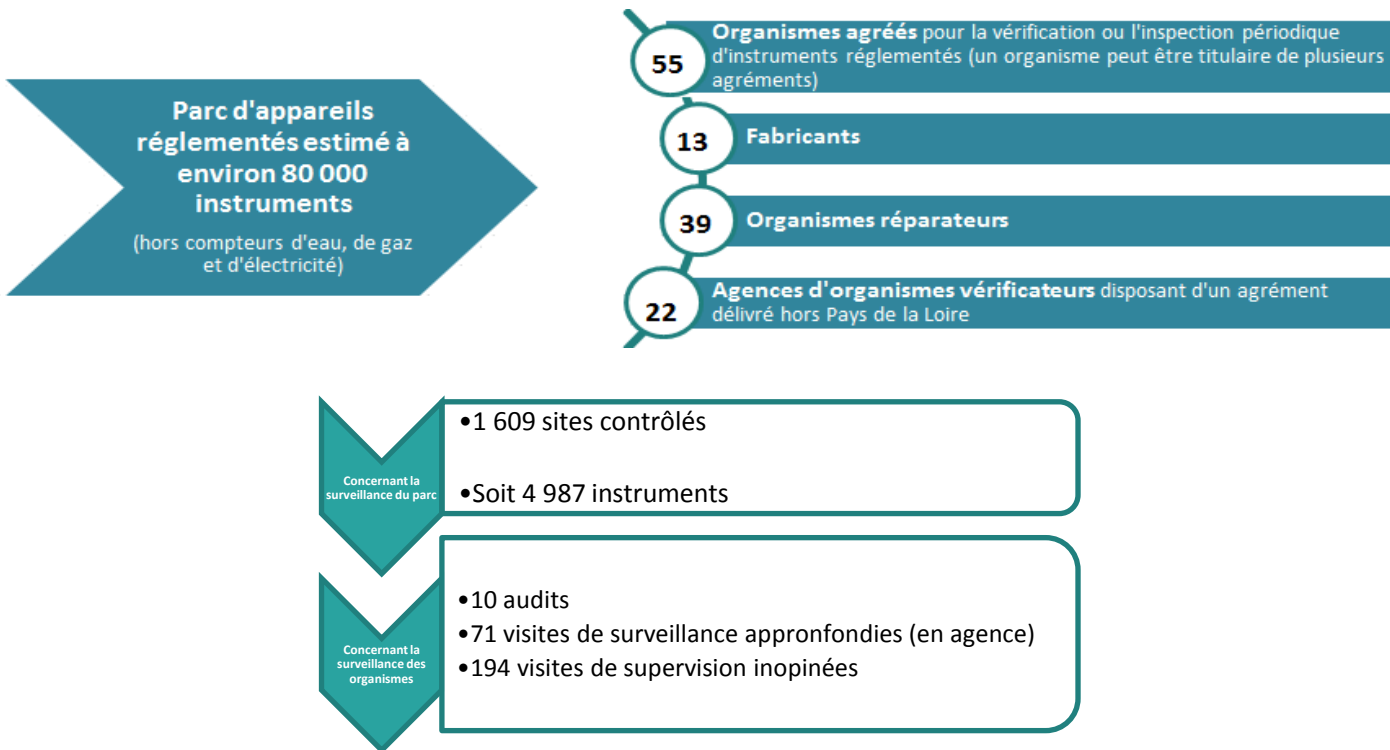 Parc d'appareils
réglementés estimé à
environ 80 000
instruments
(hors compteurs d'eau, de gaz
et d'électricité)
55
Organismes agréés pour la vérification ou l'inspection périodique
d'instruments réglementés (un organisme peut être titulaire de plusieurs
agréments)
13
Fabricants
39
Organismes réparateurs
22
Agences d'organismes vérificateurs disposant d'un agrément
délivré hors Pays de la Loire
Concernant la
surveillance du parc
•1 609 sites contrôlés
•Soit 4 987 instruments
Concernant la
surveillance des
organismes
•10 audits
•71 visites de surveillance appronfondies (en agence)
•194 visites de supervision inopinées